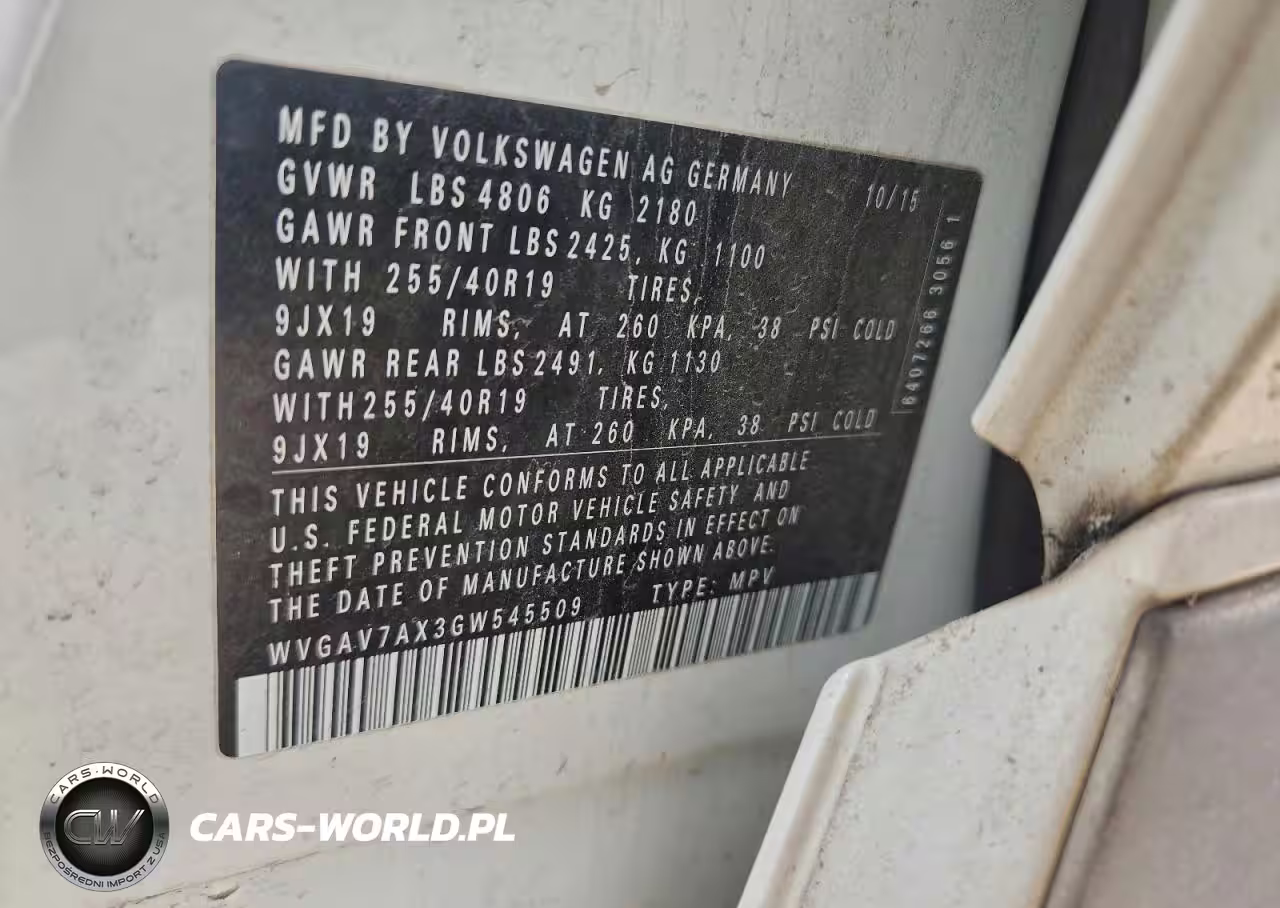 MFD BY VOLKSWAGEN AG GERMANY 10/15
GVWR LBS 4806 KG 2180
GAWR FRONT LBS 2425, KG 1100
WITH 255/40R19 TIRES,
9JX19 RIMS, AT 260 KPA, 38 PSI COLD
GAWR REAR LBS 2491, KG 1130
WITH 255/40R19 TIRES,
9JX19 RIMS, AT 260 KPA, 38 PSI COLD
THIS VEHICLE CONFORMS TO ALL APPLICABLE
U.S. FEDERAL MOTOR VEHICLE SAFETY AND
THEFT PREVENTION STANDARDS IN EFFECT ON
THE DATE OF MANUFACTURE SHOWN ABOVE.
WVGAV7AX3GW545509 TYPE: MPV
6407266 3056 1
CARS-WORLD
CW
BEZPOŚREDNI IMPORT Z USA
CARS-WORLD.PL